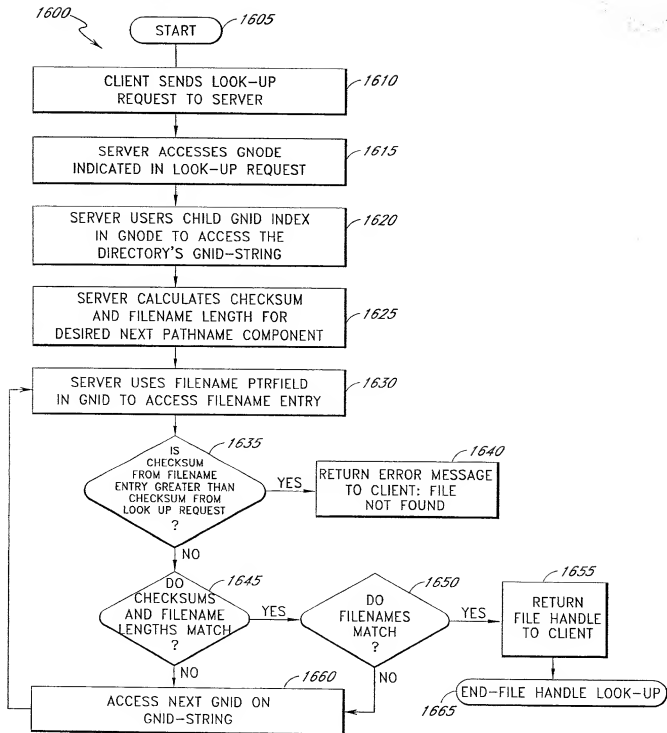 1600
START
1605
CLIENT SENDS LOOK-UP
REQUEST TO SERVER
1610
SERVER ACCESSES GNODE
INDICATED IN LOOK-UP REQUEST
1615
SERVER USERS CHILD GNID INDEX
IN GNODE TO ACCESS THE
DIRECTORY'S GNID-STRING
1620
SERVER CALCULATES CHECKSUM
AND FILENAME LENGTH FOR
DESIRED NEXT PATHNAME COMPONENT
1625
SERVER USES FILENAME PTRFIELD
IN GNID TO ACCESS FILENAME ENTRY
1630
IS
CHECKSUM
FROM FILENAME
ENTRY GREATER THAN
CHECKSUM FROM
LOOK UP REQUEST
?
1635
YES
RETURN ERROR MESSAGE
TO CLIENT: FILE
NOT FOUND
1640
NO
DO
CHECKSUMS
AND FILENAME
LENGTHS MATCH
?
1645
YES
DO
FILENAMES
MATCH
?
1650
YES
RETURN
FILE HANDLE
TO CLIENT
1655
NO
NO
ACCESS NEXT GNID ON
GNID-STRING
1660
END-FILE HANDLE LOOK-UP
1665